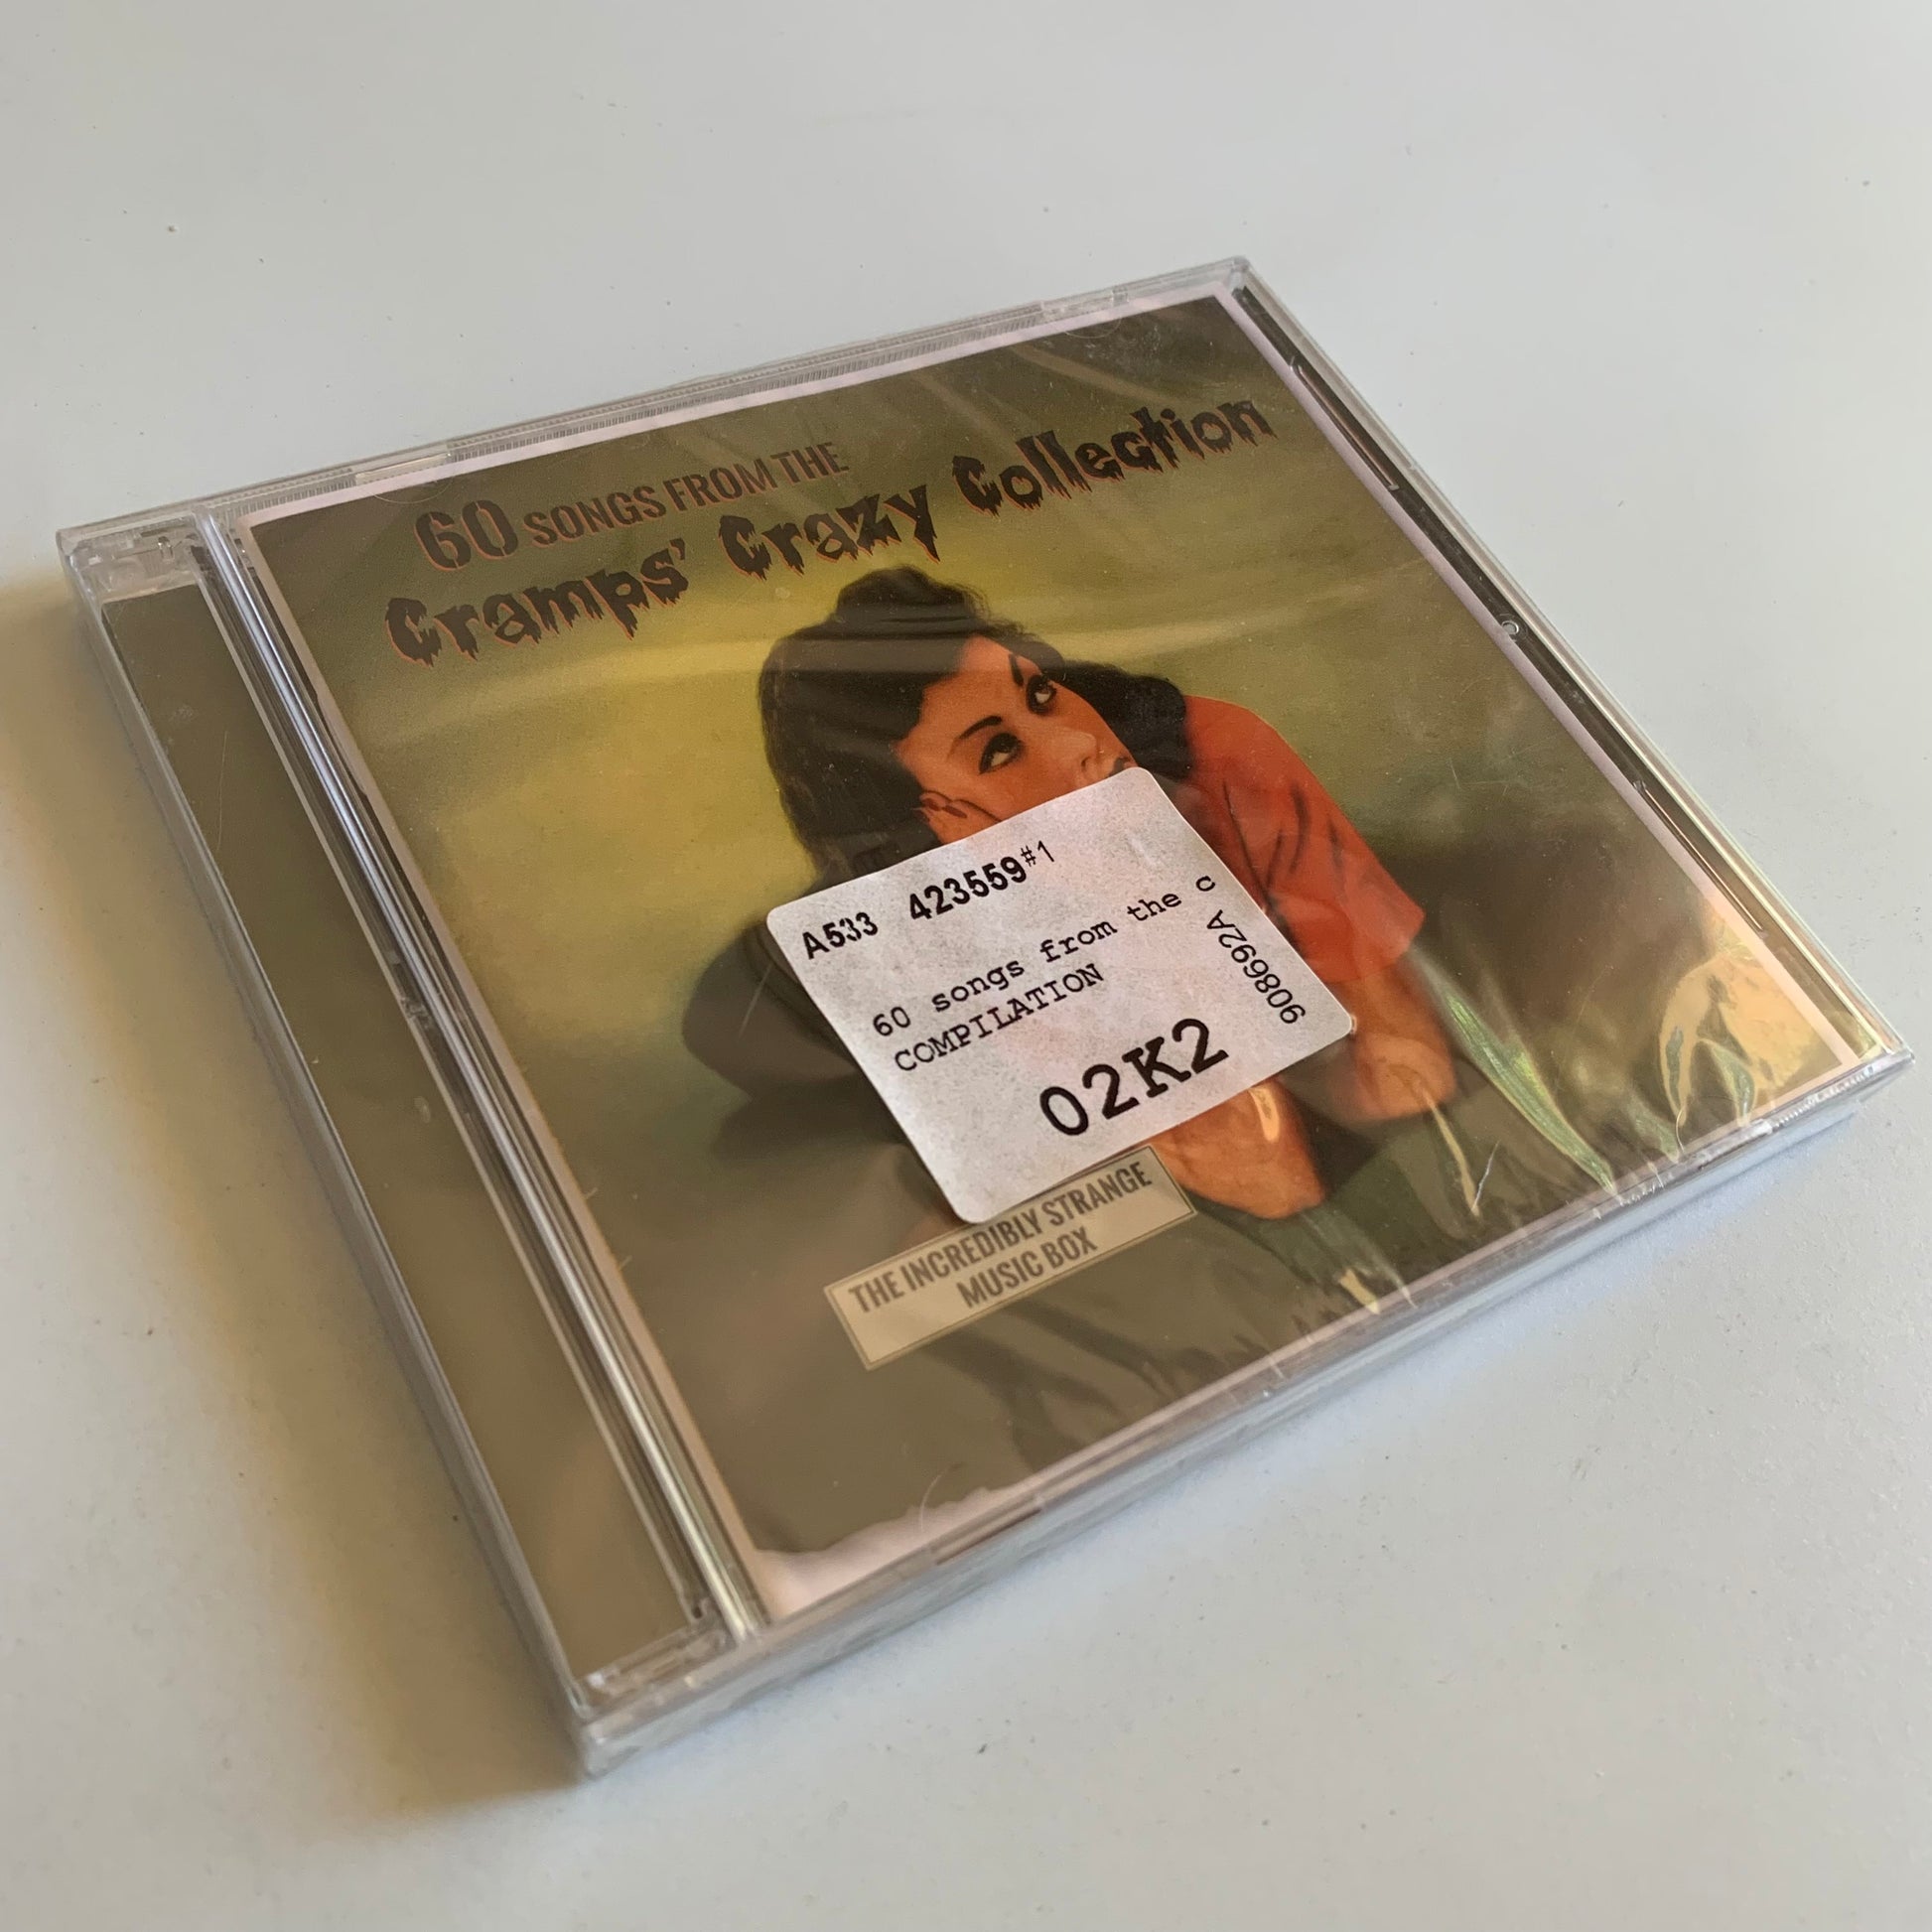 60 SONGS FROM THE
Cramps' Crazy Collection
A533 423559#1
60 songs from the c
COMPILATION
908692A
02K2
THE INCREDIBLY STRANGE
MUSIC BOX